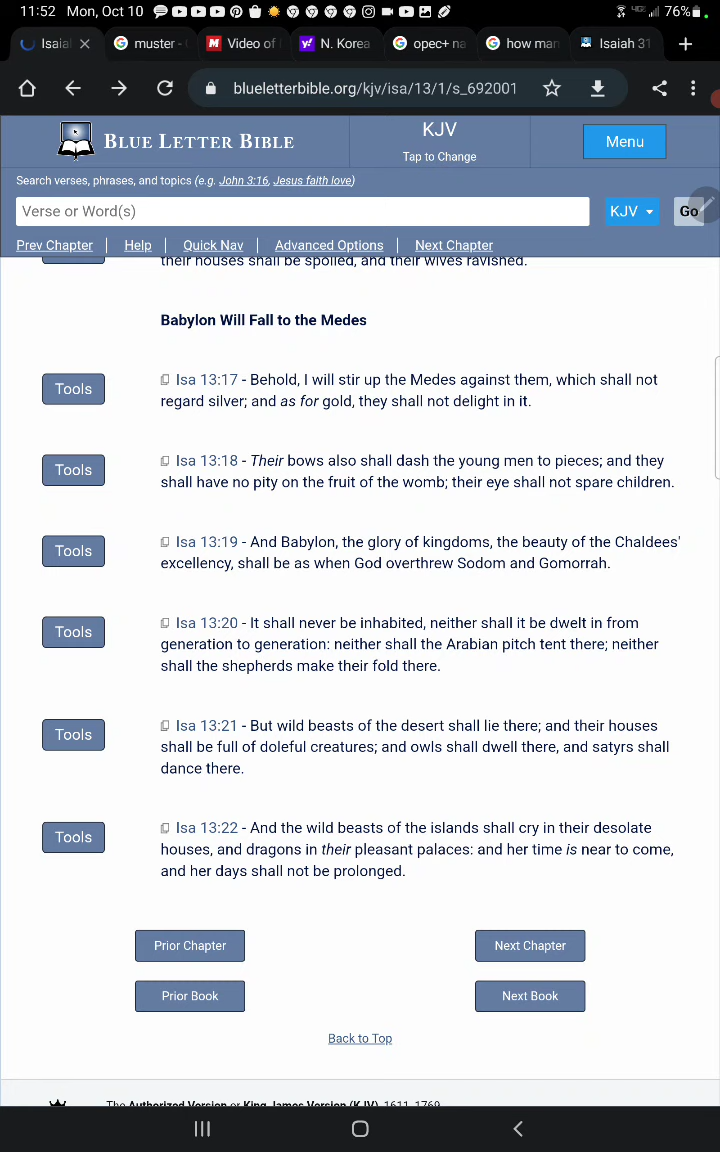 11:52 Mon, Oct 10 76%
Isaia muster - Video of N. Korea opec+ na how man Isaiah 31
blueletterbible.org/kjv/isa/13/1/s_692001
BLUE LETTER BIBLE
KJV
Tap to Change
Menu
Search verses, phrases, and topics (e.g. John 3:16, Jesus faith love)
Verse or Word(s) KJV Go
Prev Chapter | Help | Quick Nav | Advanced Options | Next Chapter
their houses shall be spoiled, and their wives ravished.
Babylon Will Fall to the Medes
Tools
Isa 13:17 - Behold, I will stir up the Medes against them, which shall not
regard silver; and as for gold, they shall not delight in it.
Tools
Isa 13:18 - Their bows also shall dash the young men to pieces; and they
shall have no pity on the fruit of the womb; their eye shall not spare children.
Tools
Isa 13:19 - And Babylon, the glory of kingdoms, the beauty of the Chaldees'
excellency, shall be as when God overthrew Sodom and Gomorrah.
Tools
Isa 13:20 - It shall never be inhabited, neither shall it be dwelt in from
generation to generation: neither shall the Arabian pitch tent there; neither
shall the shepherds make their fold there.
Tools
Isa 13:21 - But wild beasts of the desert shall lie there; and their houses
shall be full of doleful creatures; and owls shall dwell there, and satyrs shall
dance there.
Tools
Isa 13:22 - And the wild beasts of the islands shall cry in their desolate
houses, and dragons in their pleasant palaces: and her time is near to come,
and her days shall not be prolonged.
Prior Chapter Next Chapter
Prior Book Next Book
Back to Top
The Authorized Version or King James Version (KJV), 1611, 1769